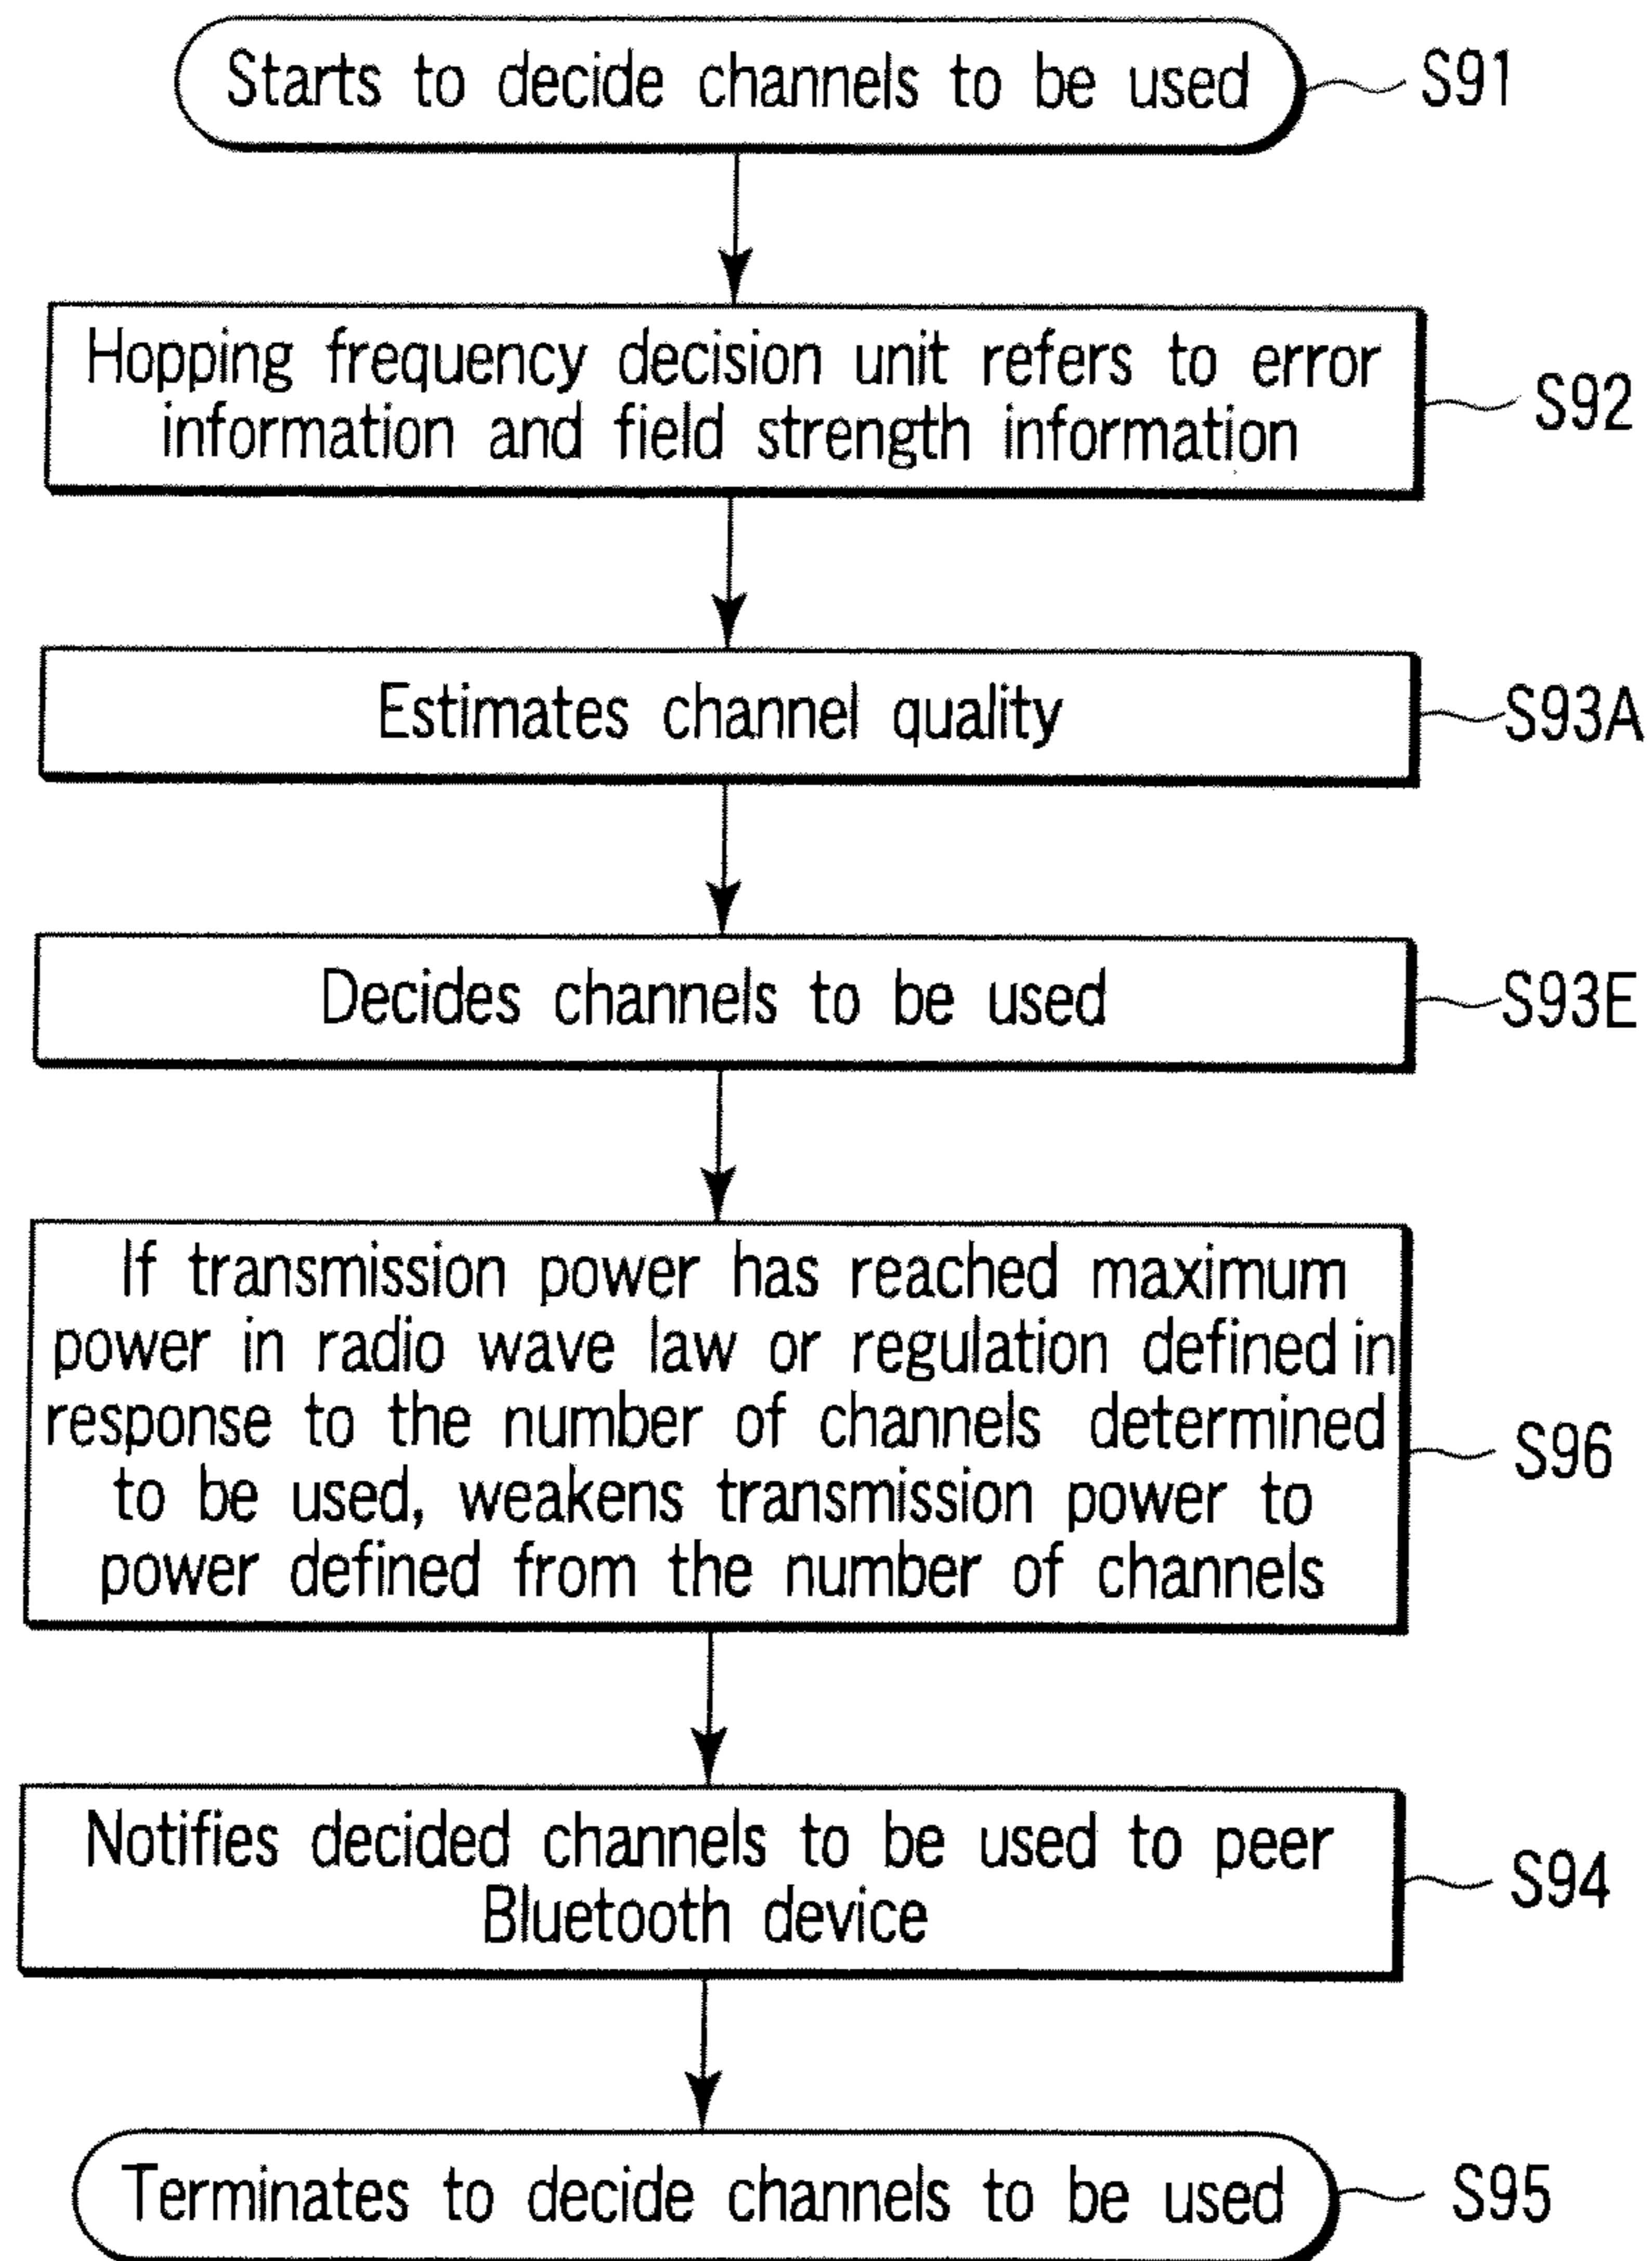 Starts to decide channels to be used
S91
Hopping frequency decision unit refers to error
information and field strength information
S92
Estimates channel quality
S93A
Decides channels to be used
S93E
If transmission power has reached maximum
power in radio wave law or regulation defined in
response to the number of channels determined
to be used, weakens transmission power to
power defined from the number of channels
S96
Notifies decided channels to be used to peer
Bluetooth device
S94
Terminates to decide channels to be used
S95